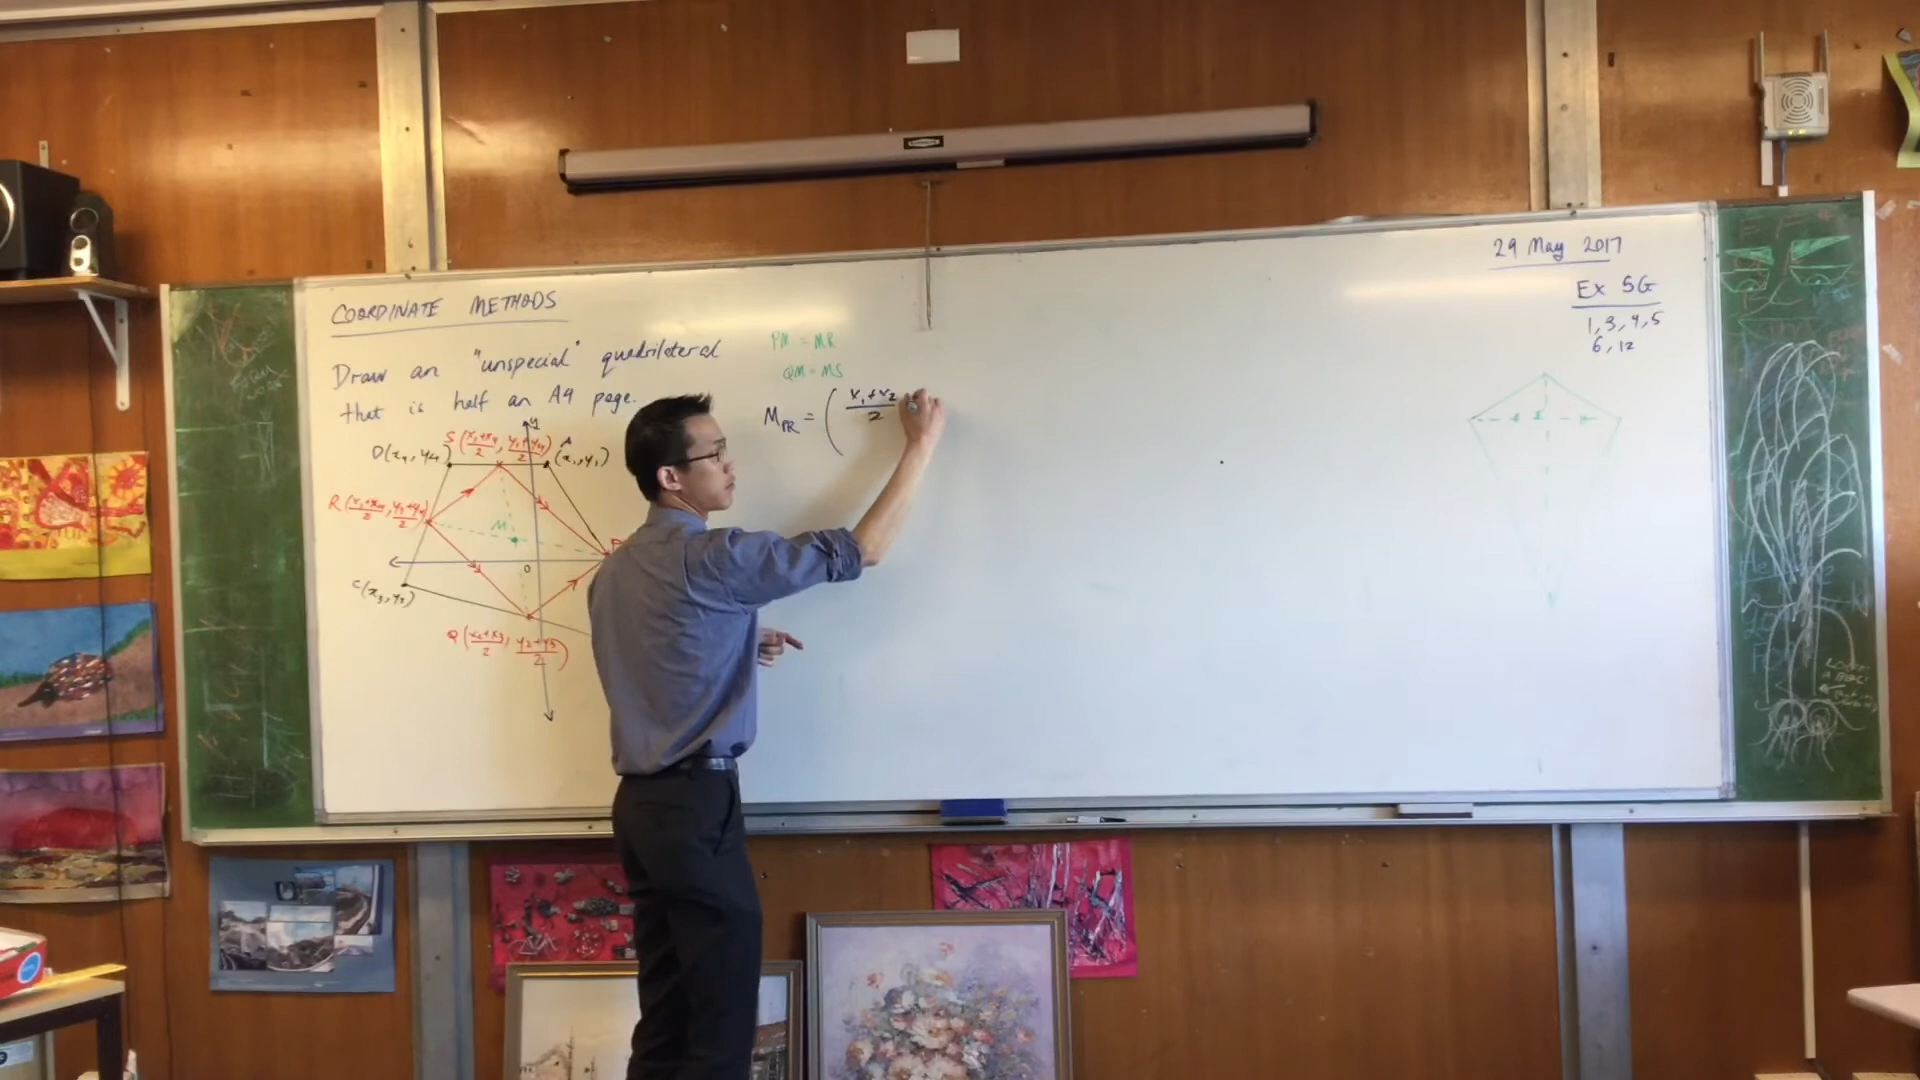 COORDINATE METHODS
Draw an "unspecial" quadrilateral
that is half an A4 page.
PM = MR
QM = MS
M_PR = ( (x₁+x₂)/2 +
y
S ( (x₁+x₄)/2, (y₁+y₄)/2 )
D(x₄, y₄)
A
(x₁, y₁)
R ( (x₃+x₄)/2, (y₃+y₄)/2 )
M
P
O
C(x₃, y₃)
Q ( (x₂+x₃)/2, (y₂+y₃)/2 )
29 May 2017
Ex 5G
1, 3, 4, 5
6, 12